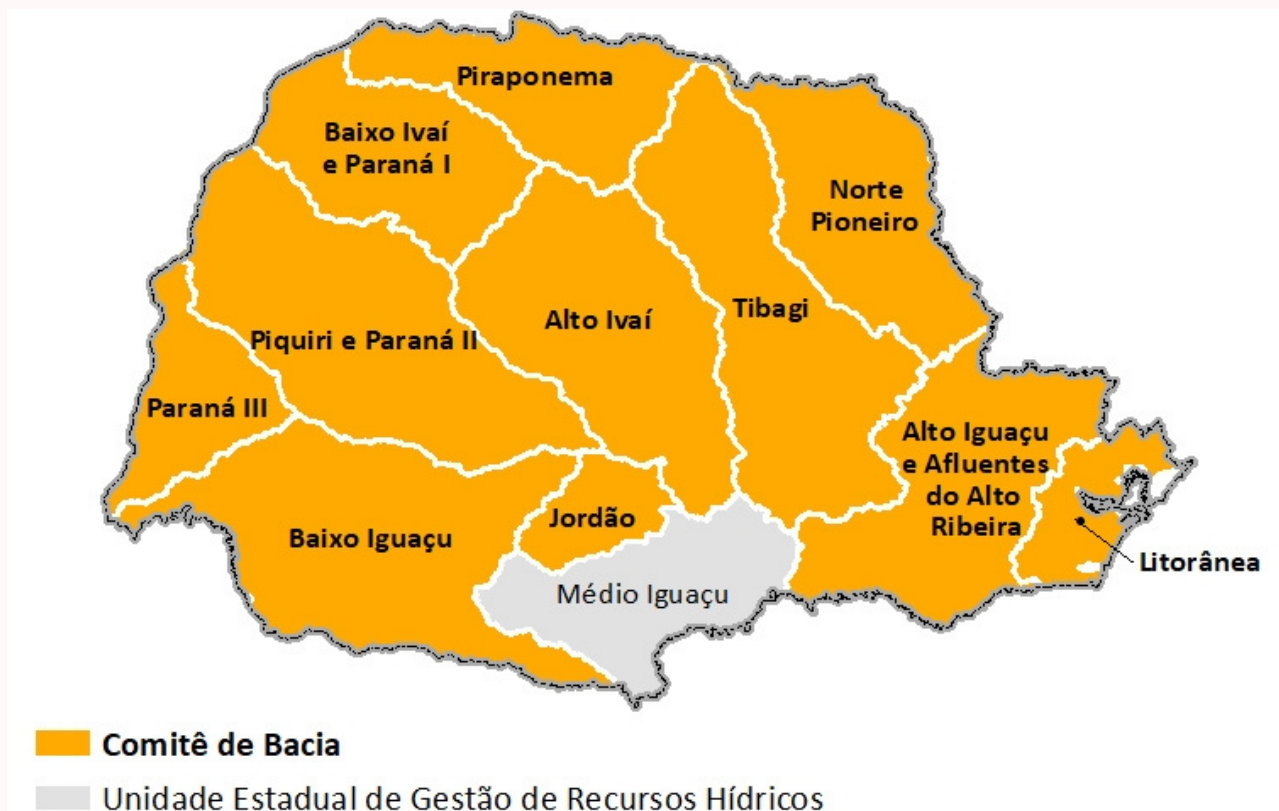 Piraponema
Baixo Ivaí
e Paraná I
Norte
Pioneiro
Tibagi
Alto Ivaí
Piquiri e Paraná II
Paraná III
Alto Iguaçu
e Afluentes
do Alto
Ribeira
Jordão
Baixo Iguaçu
Litorânea
Médio Iguaçu
Comitê de Bacia
Unidade Estadual de Gestão de Recursos Hídricos